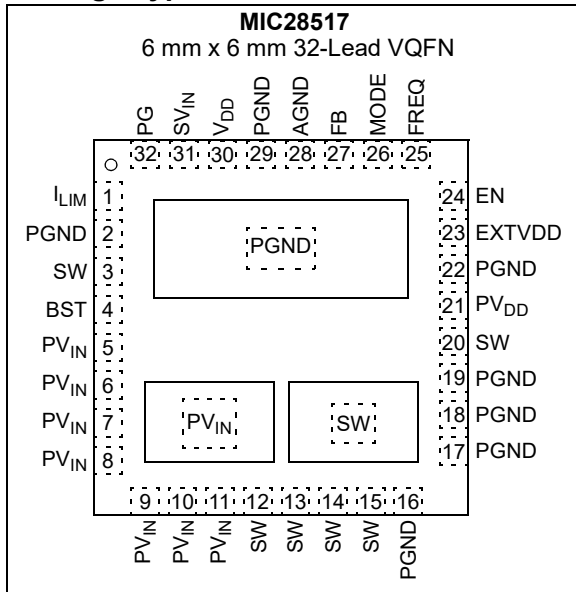 MIC28517
6 mm x 6 mm 32-Lead VQFN
PG SVIN VDD PGND AGND FB MODE FREQ
32 31 30 29 28 27 26 25
ILIM 1
PGND 2
SW 3
BST 4
PVIN 5
PVIN 6
PVIN 7
PVIN 8
PGND
PVIN SW
24 EN
23 EXTVDD
22 PGND
21 PVDD
20 SW
19 PGND
18 PGND
17 PGND
9 10 11 12 13 14 15 16
PVIN PVIN PVIN SW SW SW SW PGND